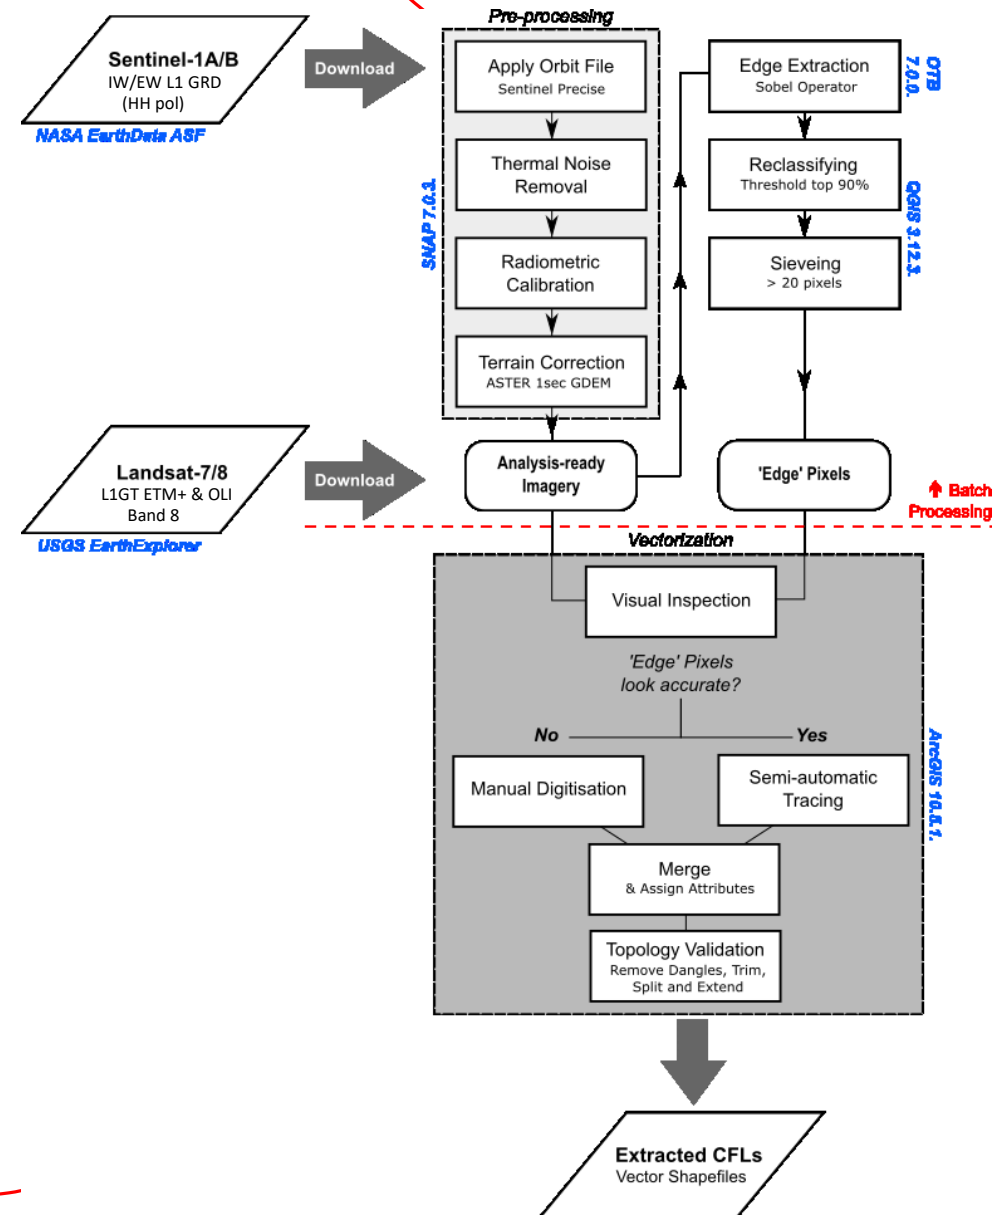 Pre-processing
Sentinel-1A/B
IW/EW L1 GRD
(HH pol)
NASA EarthData ASF
Download
SNAP 7.0.3.
Apply Orbit File
Sentinel Precise
Thermal Noise
Removal
Radiometric
Calibration
Terrain Correction
ASTER 1sec GDEM
Edge Extraction
Sobel Operator
OTB
7.0.0.
Reclassifying
Threshold top 90%
Sieveing
> 20 pixels
QGIS 3.12.3.
Landsat-7/8
L1GT ETM+ & OLI
Band 8
USGS EarthExplorer
Download
Analysis-ready
Imagery
'Edge' Pixels
Batch
Processing
Vectorization
Visual Inspection
'Edge' Pixels
look accurate?
No
Yes
Manual Digitisation
Semi-automatic
Tracing
ArcGIS 10.6.1.
Merge
& Assign Attributes
Topology Validation
Remove Dangles, Trim,
Split and Extend
Extracted CFLs
Vector Shapefiles